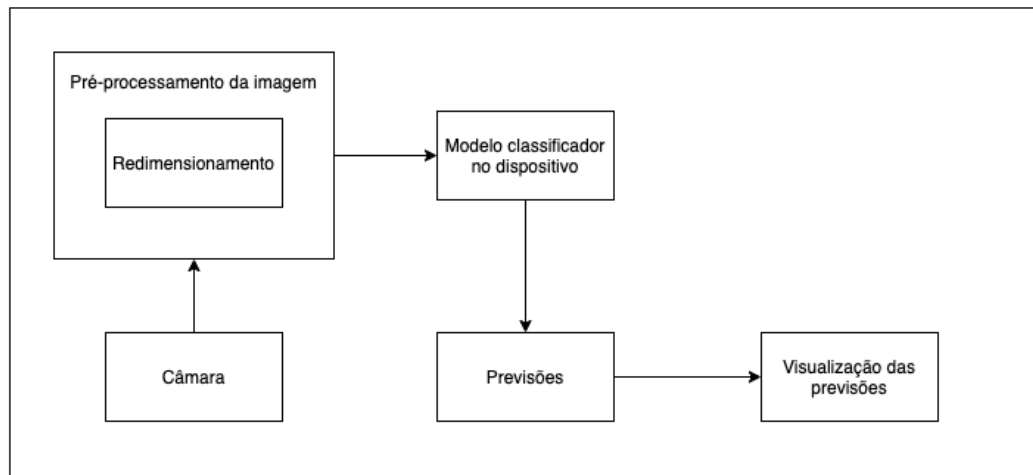 Pré-processamento da imagem
Redimensionamento
Modelo classificador
no dispositivo
Câmara
Previsões
Visualização das
previsões